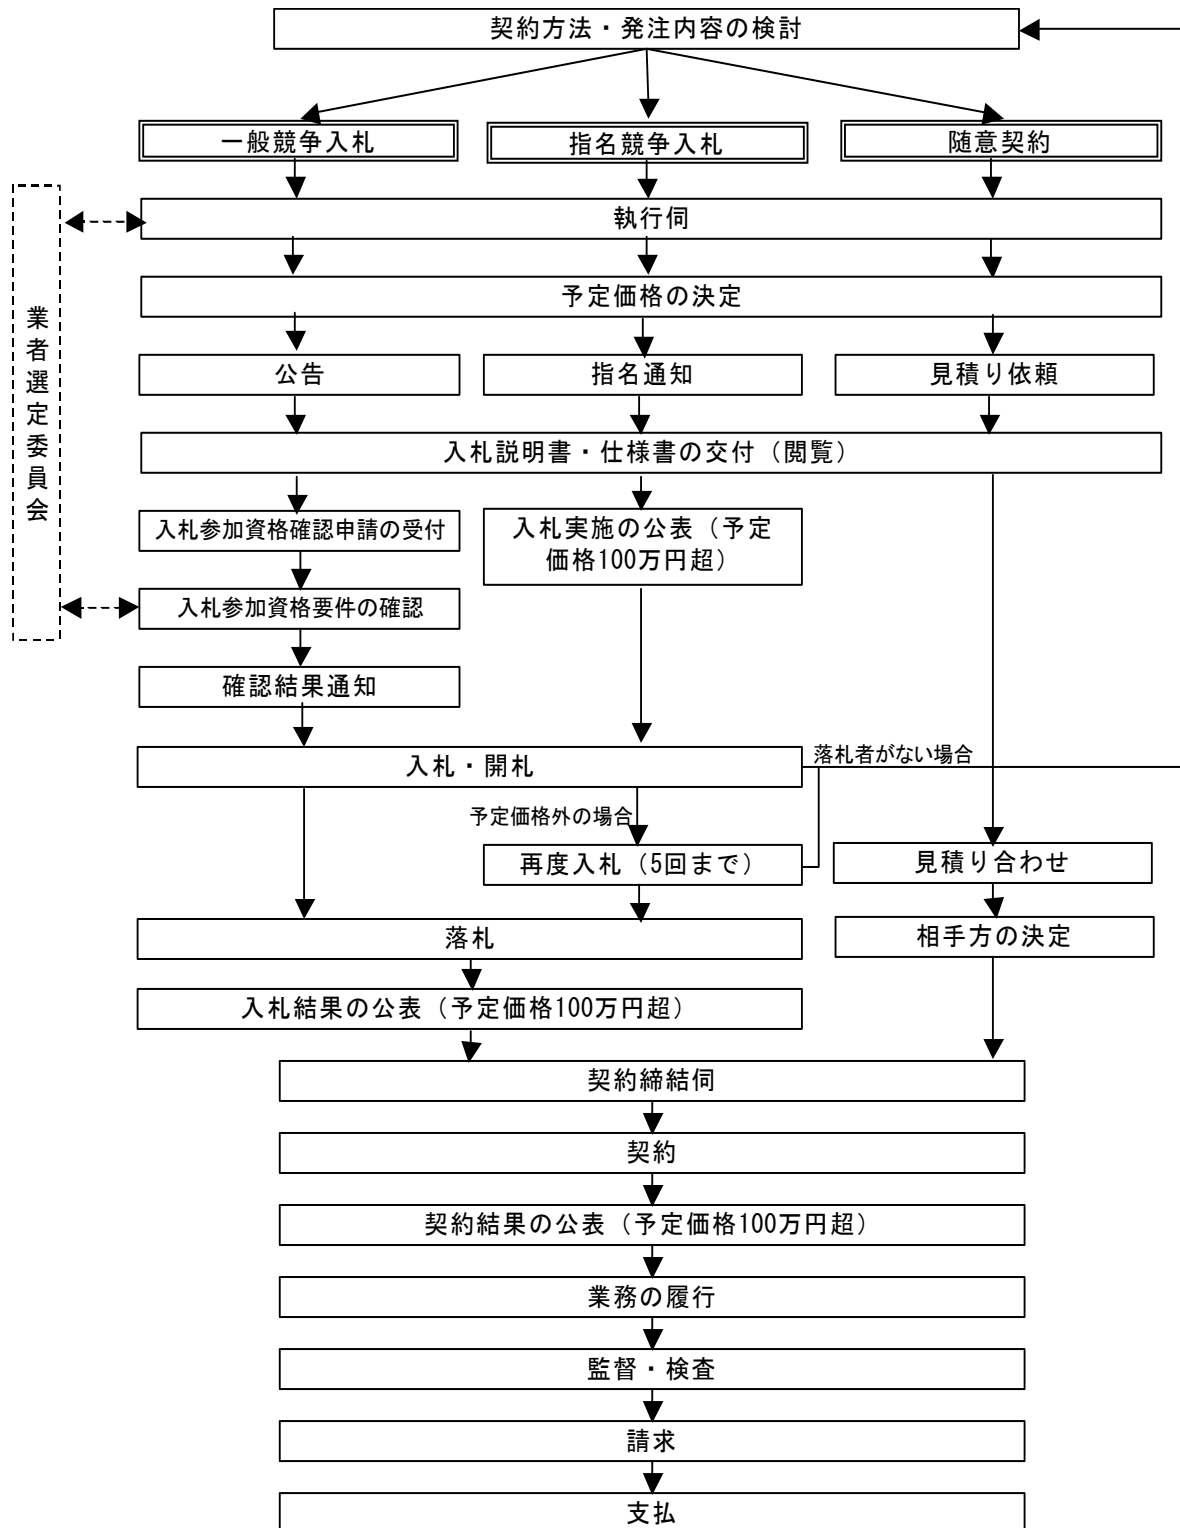 契約方法・発注内容の検討
一般競争入札
指名競争入札
随意契約
執行伺
業者選定委員会
予定価格の決定
公告
指名通知
見積り依頼
入札説明書・仕様書の交付（閲覧）
入札参加資格確認申請の受付
入札実施の公表（予定
価格100万円超）
入札参加資格要件の確認
確認結果通知
入札・開札
落札者がない場合
予定価格外の場合
再度入札（5回まで）
見積り合わせ
落札
相手方の決定
入札結果の公表（予定価格100万円超）
契約締結伺
契約
契約結果の公表（予定価格100万円超）
業務の履行
監督・検査
請求
支払